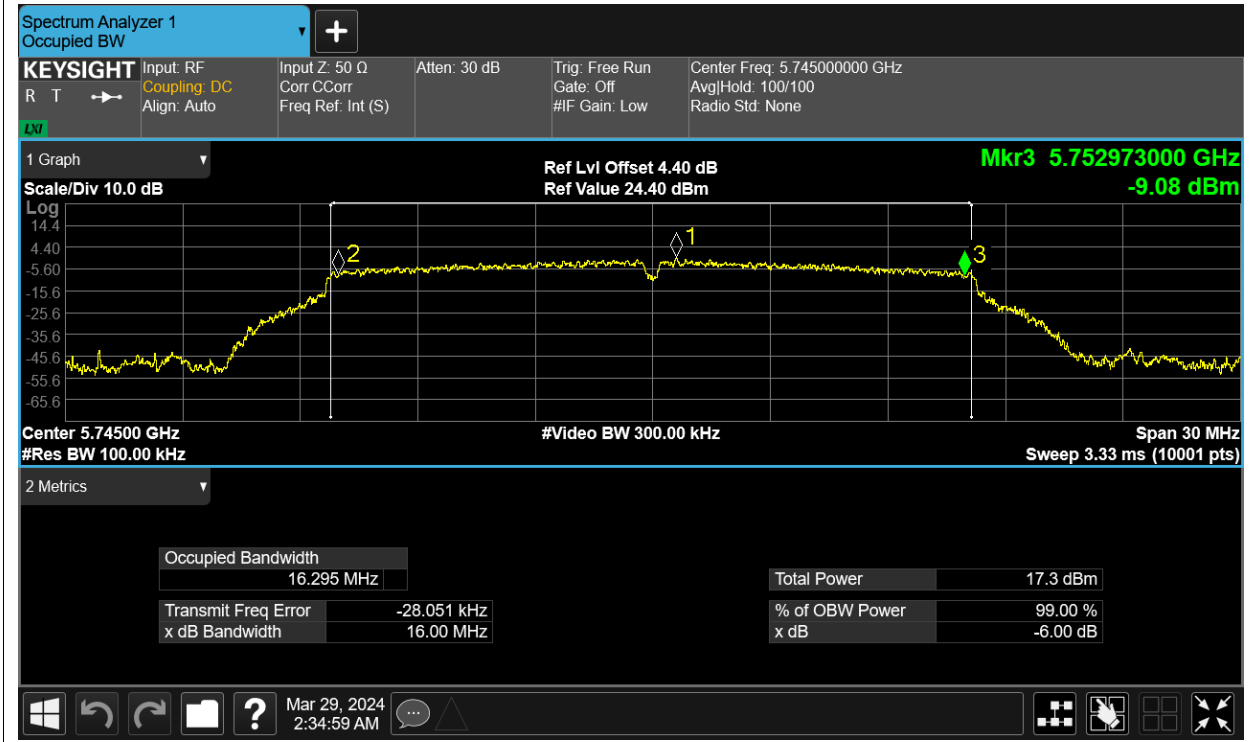 Spectrum Analyzer 1
Occupied BW
+
KEYSIGHT Input: RF Input Z: 50 Ω Atten: 30 dB Trig: Free Run Center Freq: 5.745000000 GHz
R T Coupling: DC Corr CCorr Gate: Off Avg|Hold: 100/100
Align: Auto Freq Ref: Int (S) #IF Gain: Low Radio Std: None
LXI
1 Graph Ref Lvl Offset 4.40 dB Mkr3 5.752973000 GHz
Scale/Div 10.0 dB Ref Value 24.40 dBm -9.08 dBm
Log
14.4
4.40
-5.60
-15.6
-25.6
-35.6
-45.6
-55.6
-65.6
2
1
3
Center 5.74500 GHz #Video BW 300.00 kHz Span 30 MHz
#Res BW 100.00 kHz Sweep 3.33 ms (10001 pts)
2 Metrics
Occupied Bandwidth
16.295 MHz Total Power 17.3 dBm
Transmit Freq Error -28.051 kHz % of OBW Power 99.00 %
x dB Bandwidth 16.00 MHz x dB -6.00 dB
? Mar 29, 2024
2:34:59 AM